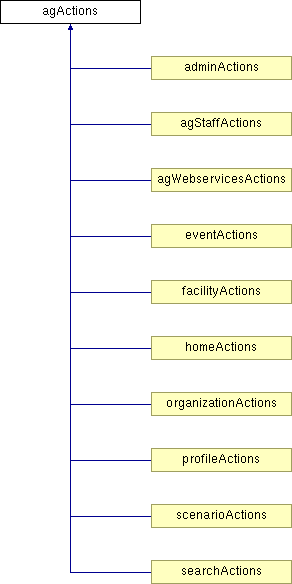 agActions
adminActions
agStaffActions
agWebservicesActions
eventActions
facilityActions
homeActions
organizationActions
profileActions
scenarioActions
searchActions